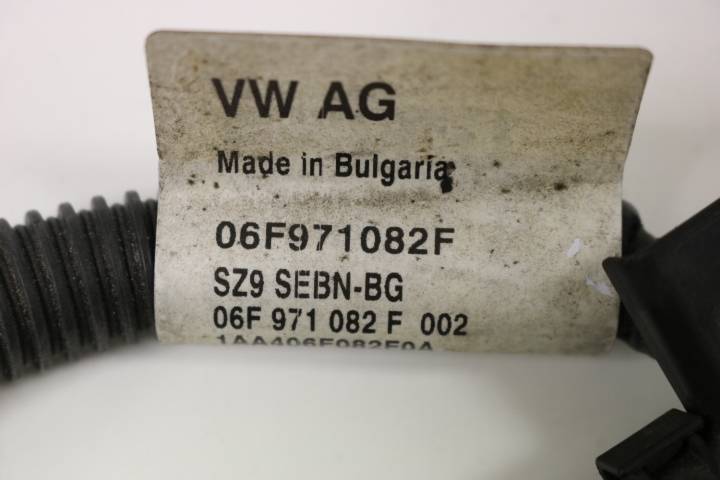 VW AG
Made in Bulgaria
06F971082F
SZ9 SEBN-BG
06F 971 082 F 002